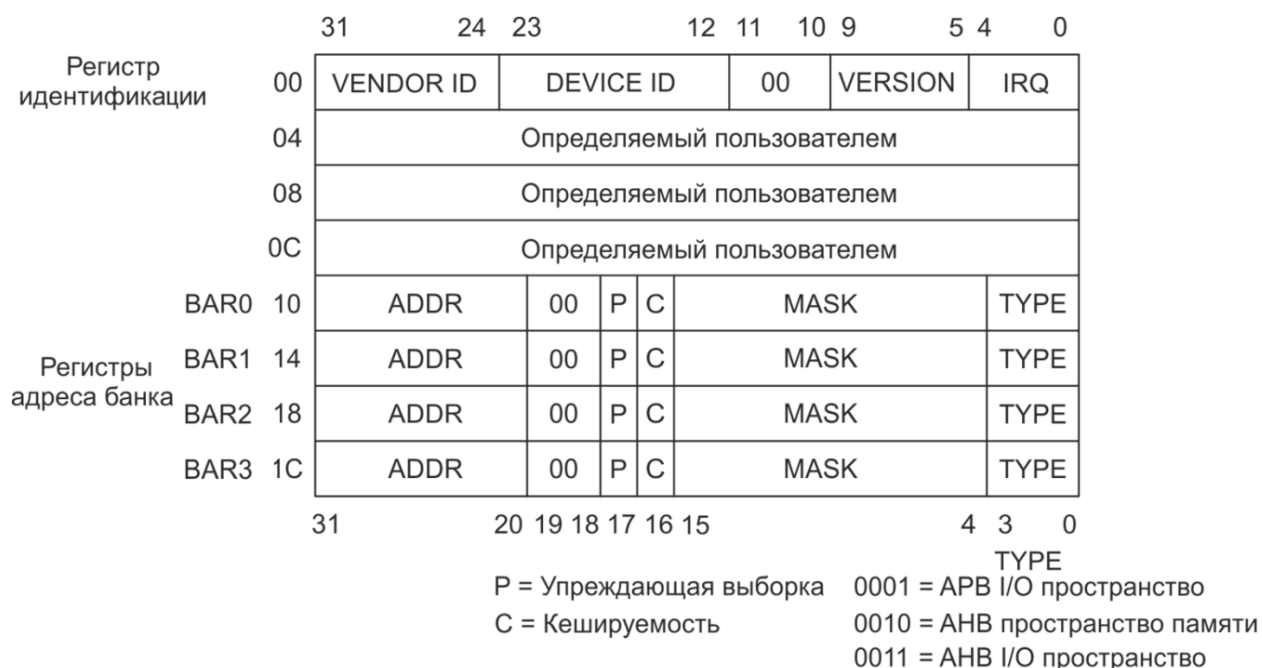 31 24 23 12 11 10 9 5 4 0
Регистр
идентификации
00 VENDOR ID DEVICE ID 00 VERSION IRQ
04 Определяемый пользователем
08 Определяемый пользователем
0C Определяемый пользователем
BAR0 10 ADDR 00 P C MASK TYPE
Регистры
адреса банка
BAR1 14 ADDR 00 P C MASK TYPE
BAR2 18 ADDR 00 P C MASK TYPE
BAR3 1C ADDR 00 P C MASK TYPE
31 20 19 18 17 16 15 4 3 0
TYPE
P = Упреждающая выборка 0001 = APB I/O пространство
C = Кешируемость 0010 = AHB пространство памяти
0011 = AHB I/O пространство